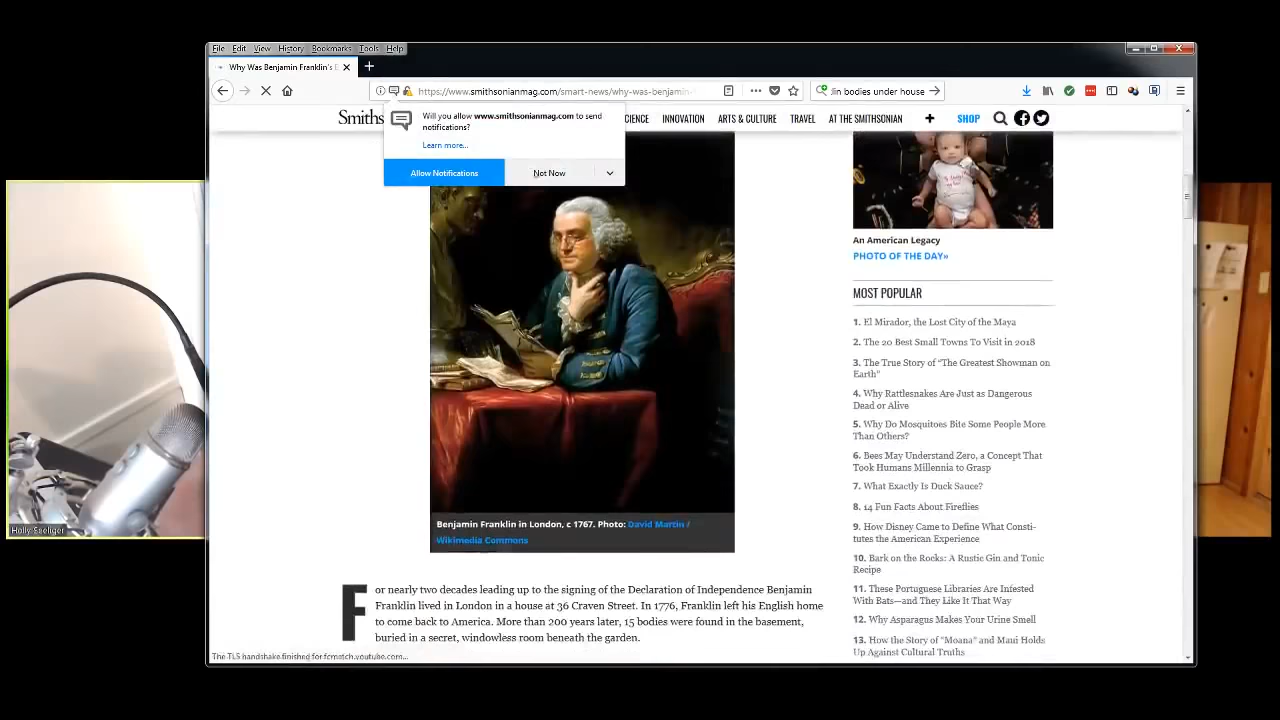 File Edit View History Bookmarks Tools Help
Why Was Benjamin Franklin's
https://www.smithsonianmag.com/smart-news/why-was-benjamin-
:lin bodies under house
Smiths
CIENCE INNOVATION ARTS & CULTURE TRAVEL AT THE SMITHSONIAN SHOP
Will you allow www.smithsonianmag.com to send
notifications?
Learn more...
Allow Notifications Not Now
An American Legacy
PHOTO OF THE DAY»
MOST POPULAR
1. El Mirador, the Lost City of the Maya
2. The 20 Best Small Towns To Visit in 2018
3. The True Story of “The Greatest Showman on
Earth”
4. Why Rattlesnakes Are Just as Dangerous
Dead or Alive
5. Why Do Mosquitoes Bite Some People More
Than Others?
6. Bees May Understand Zero, a Concept That
Took Humans Millennia to Grasp
7. What Exactly Is Duck Sauce?
8. 14 Fun Facts About Fireflies
9. How Disney Came to Define What Consti-
tutes the American Experience
10. Bark on the Rocks: A Rustic Gin and Tonic
Recipe
11. These Portuguese Libraries Are Infested
With Bats—and They Like It That Way
12. Why Asparagus Makes Your Urine Smell
13. How the Story of “Moana” and Maui Holds
Up Against Cultural Truths
Benjamin Franklin in London, c 1767. Photo: David Martin /
Wikimedia Commons
For nearly two decades leading up to the signing of the Declaration of Independence Benjamin
Franklin lived in London in a house at 36 Craven Street. In 1776, Franklin left his English home
to come back to America. More than 200 years later, 15 bodies were found in the basement,
buried in a secret, windowless room beneath the garden.
The TLS handshake finished for fcmatch.youtube.com...
Holly Seeliger